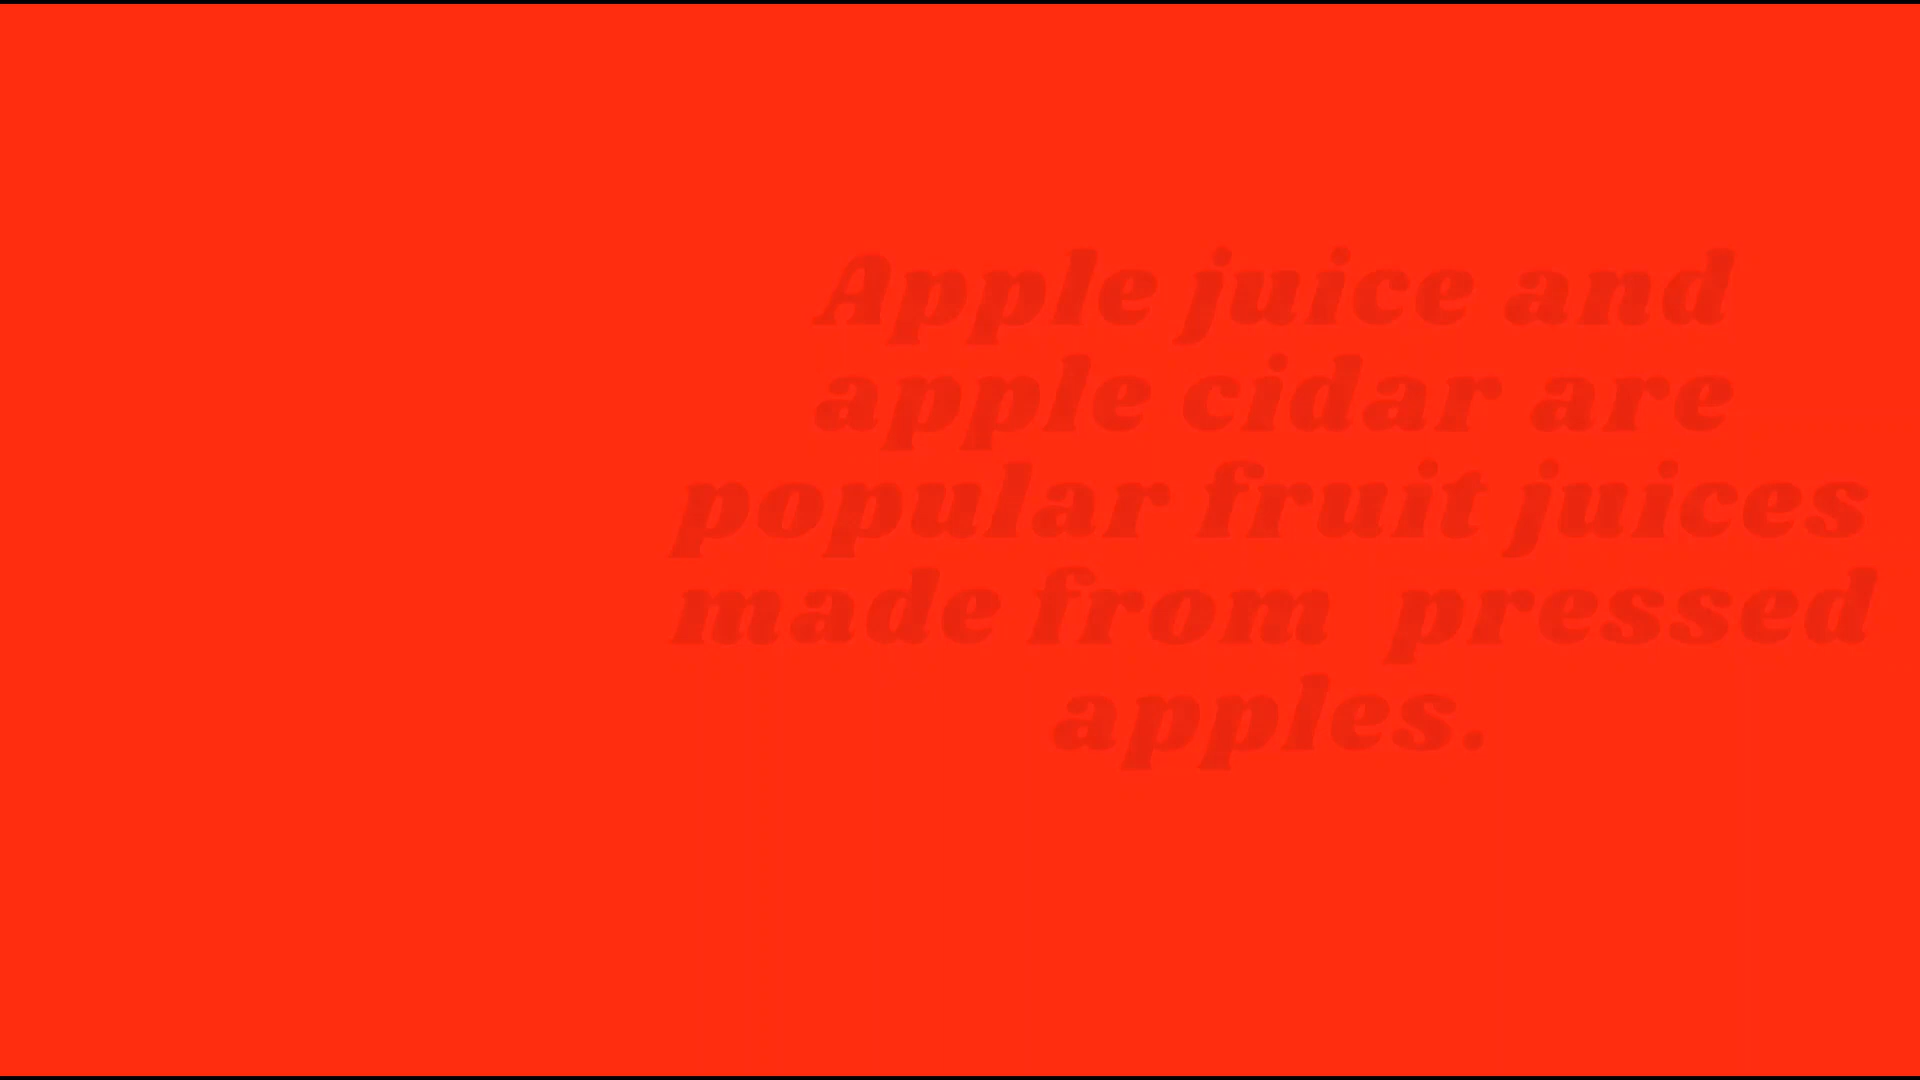 Apple juice and
apple cidar are
popular fruit juices
made from  pressed
apples.